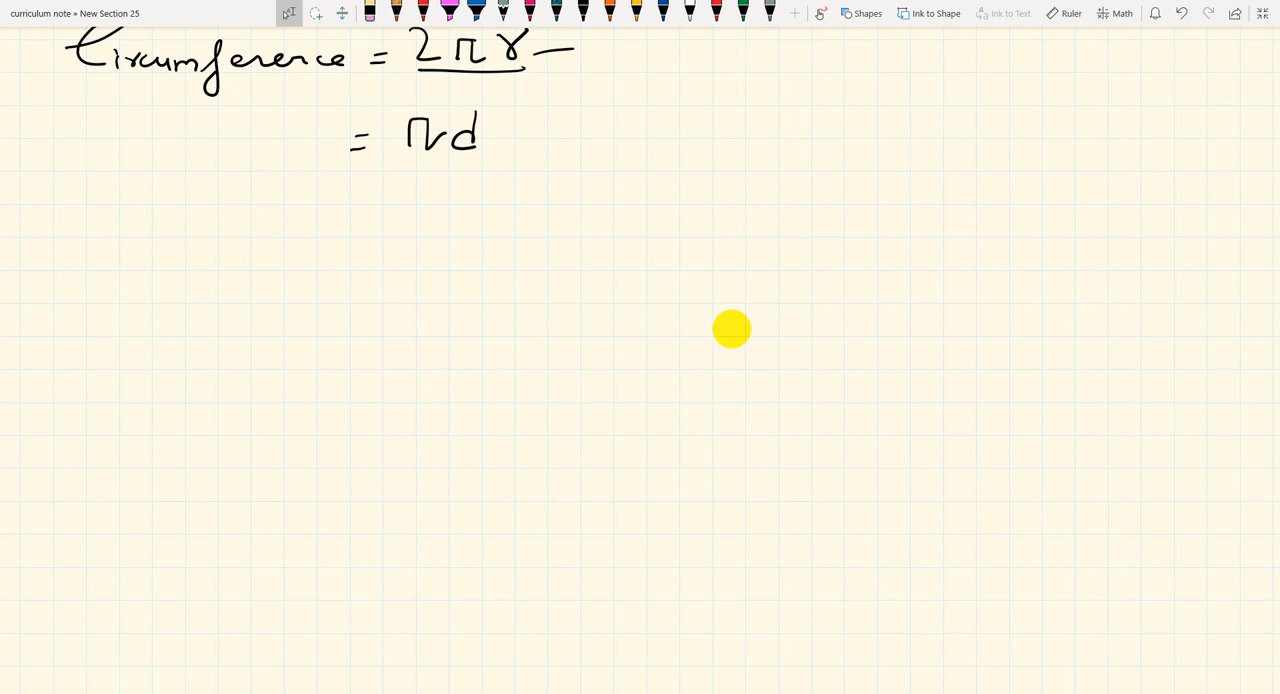 curriculum note » New Section 25
Shapes
Ink to Shape
Ink to Text
Ruler
Math
Circumference = 2πr —
= πd